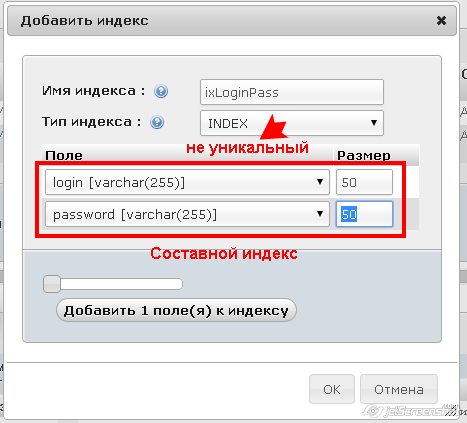 Добавить индекс
Имя индекса : ixLoginPass
Тип индекса : INDEX
не уникальный
Поле Размер
login [varchar(255)] 50
password [varchar(255)] 50
Составной индекс
Добавить 1 поле(я) к индексу
OK Отмена